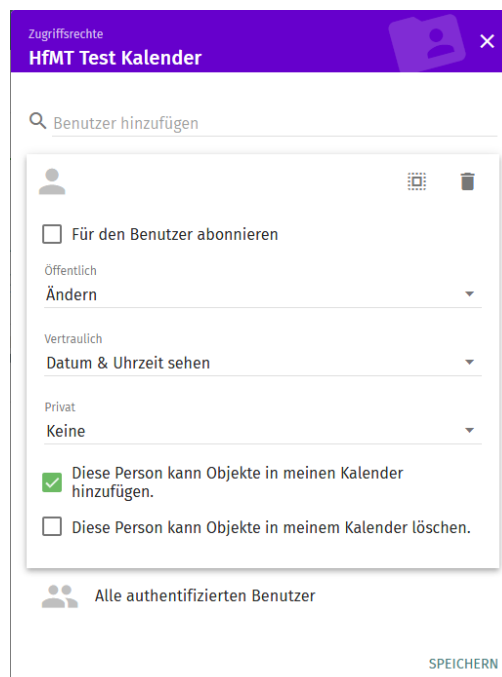 Zugriffsrechte
HfMT Test Kalender
Benutzer hinzufügen
Für den Benutzer abonnieren
Öffentlich
Ändern
Vertraulich
Datum & Uhrzeit sehen
Privat
Keine
Diese Person kann Objekte in meinen Kalender
hinzufügen.
Diese Person kann Objekte in meinem Kalender löschen.
Alle authentifizierten Benutzer
SPEICHERN